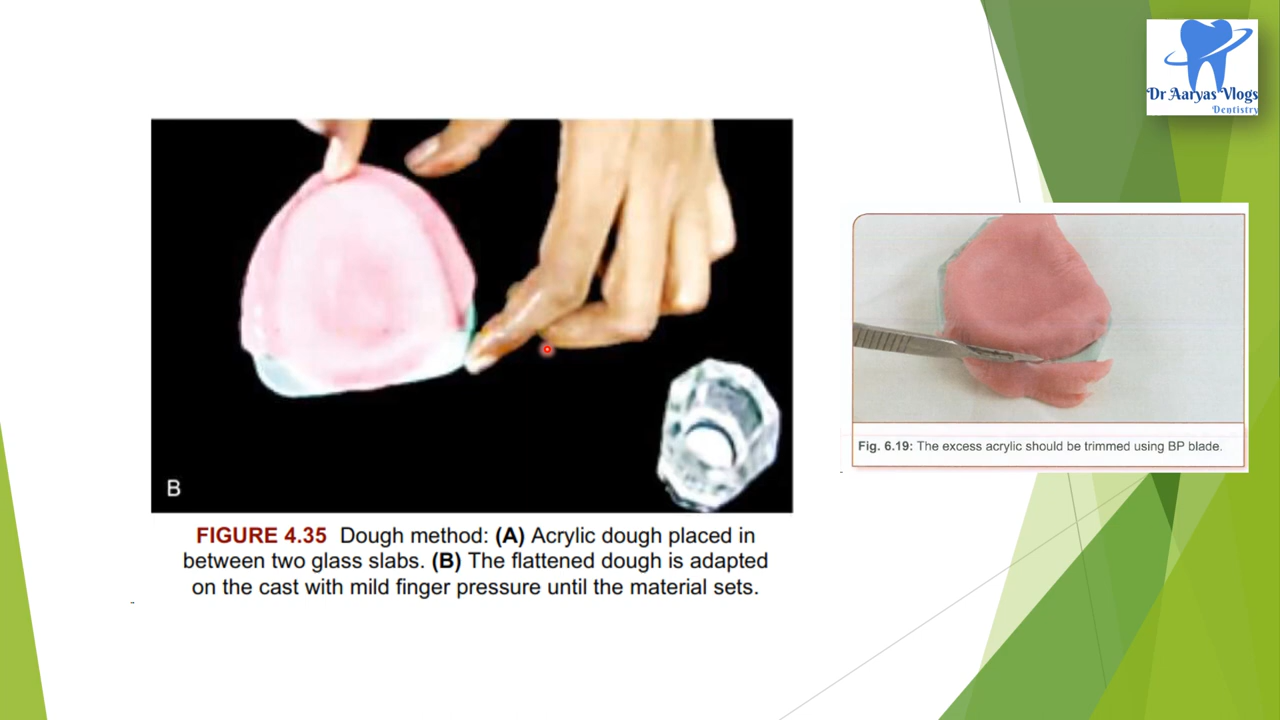 Dr Aaryas Vlogs
Dentistry
B
FIGURE 4.35 Dough method: (A) Acrylic dough placed in
between two glass slabs. (B) The flattened dough is adapted
on the cast with mild finger pressure until the material sets.
Fig. 6.19: The excess acrylic should be trimmed using BP blade.